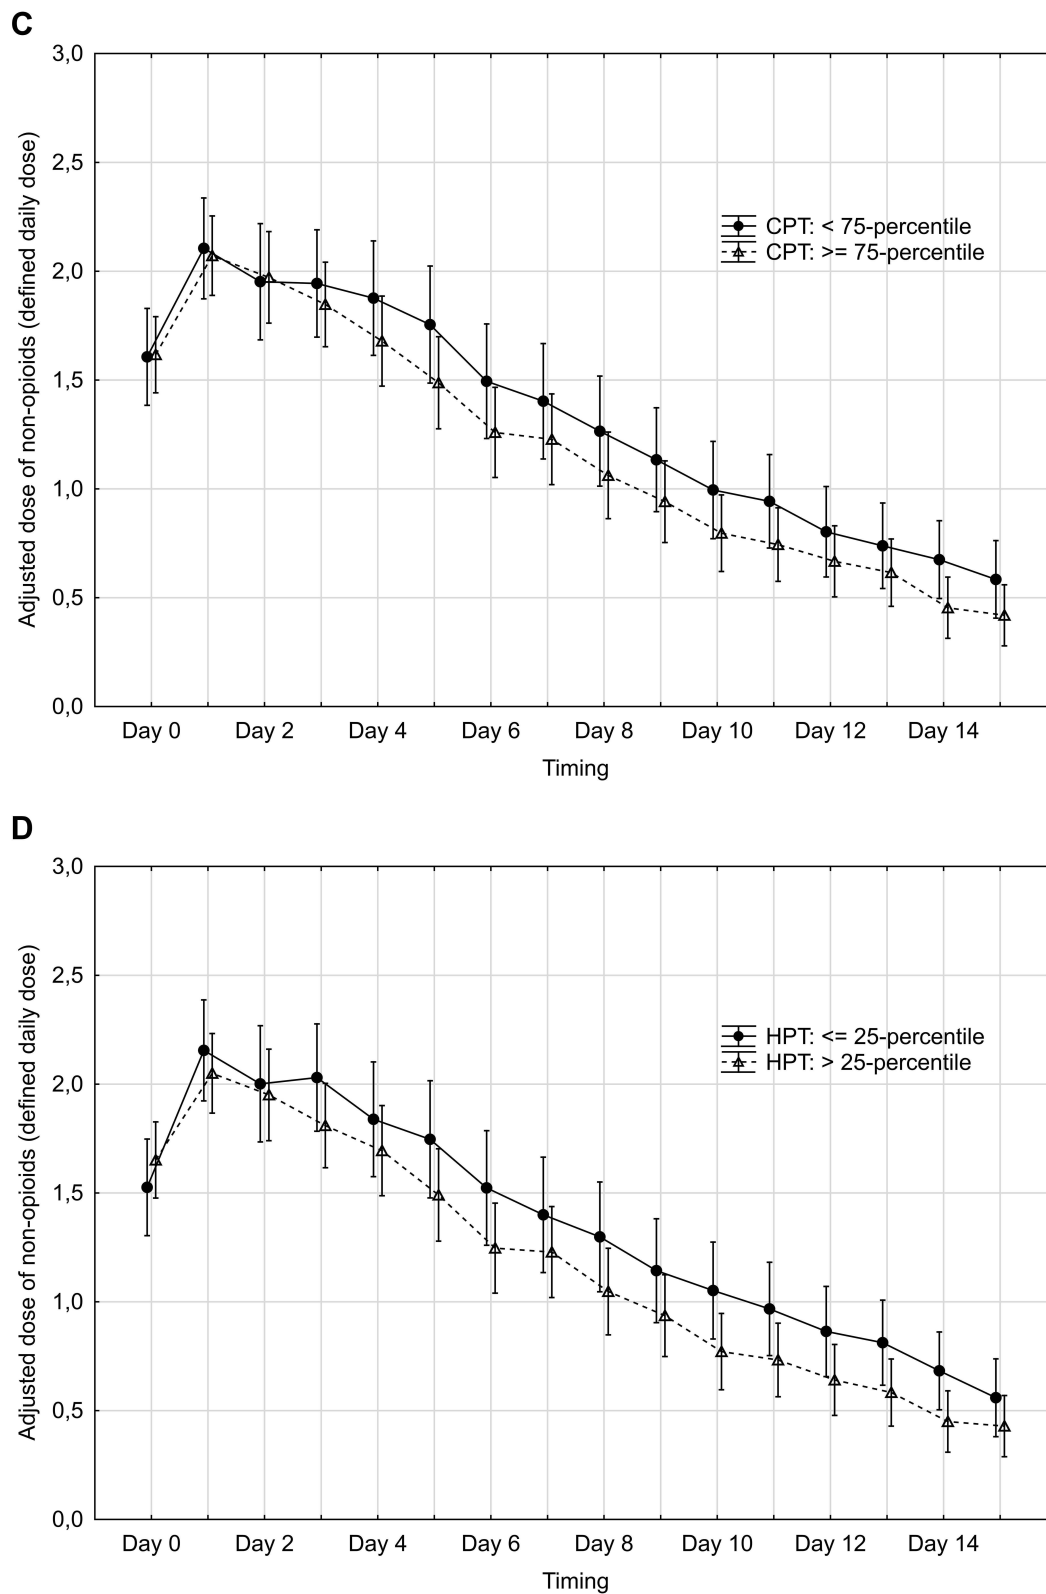 C
Adjusted dose of non-opioids (defined daily dose)
3,0
2,5
2,0
1,5
1,0
0,5
0,0
CPT: < 75-percentile
CPT: >= 75-percentile
Day 0 Day 2 Day 4 Day 6 Day 8 Day 10 Day 12 Day 14
Timing
D
Adjusted dose of non-opioids (defined daily dose)
3,0
2,5
2,0
1,5
1,0
0,5
0,0
HPT: <= 25-percentile
HPT: > 25-percentile
Day 0 Day 2 Day 4 Day 6 Day 8 Day 10 Day 12 Day 14
Timing